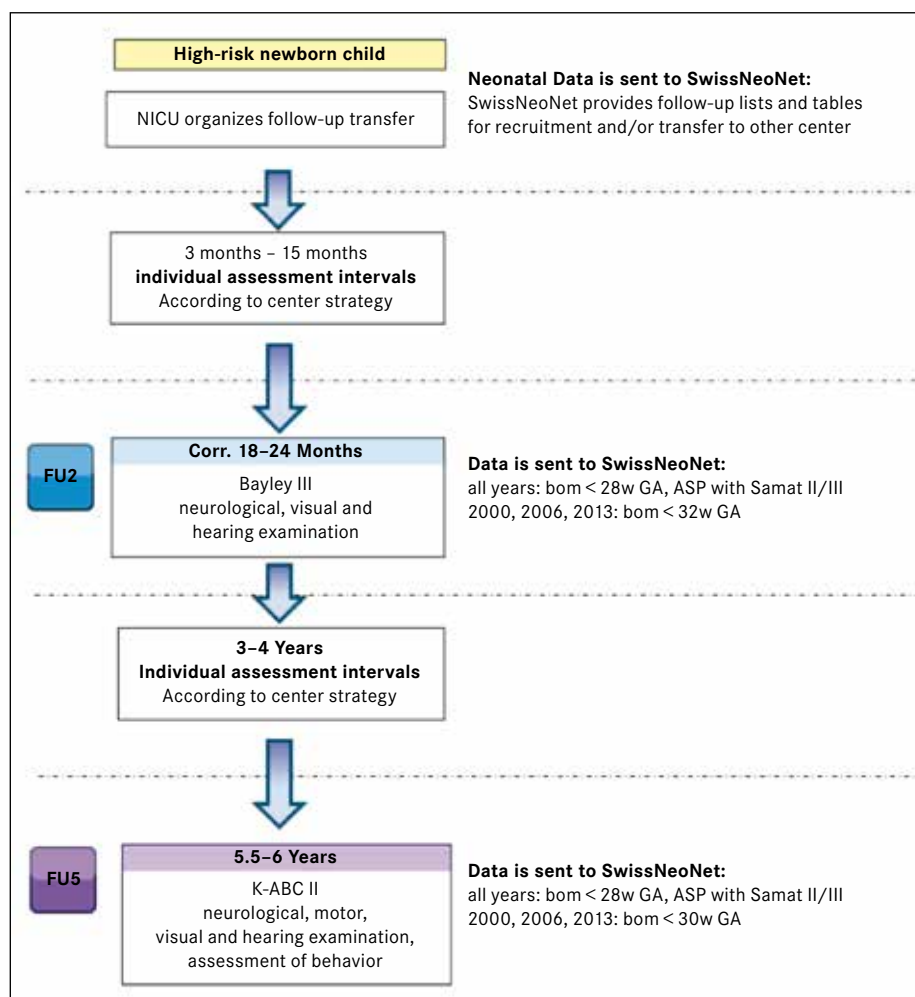 High-risk newborn child
NICU organizes follow-up transfer
Neonatal Data is sent to SwissNeoNet:
SwissNeoNet provides follow-up lists and tables
for recruitment and/or transfer to other center
3 months – 15 months
individual assessment intervals
According to center strategy
FU2
Corr. 18–24 Months
Bayley III
neurological, visual and
hearing examination
Data is sent to SwissNeoNet:
all years: bom < 28w GA, ASP with Samat II/III
2000, 2006, 2013: bom < 32w GA
3–4 Years
Individual assessment intervals
According to center strategy
FU5
5.5–6 Years
K-ABC II
neurological, motor,
visual and hearing examination,
assessment of behavior
Data is sent to SwissNeoNet:
all years: bom < 28w GA, ASP with Samat II/III
2000, 2006, 2013: bom < 30w GA